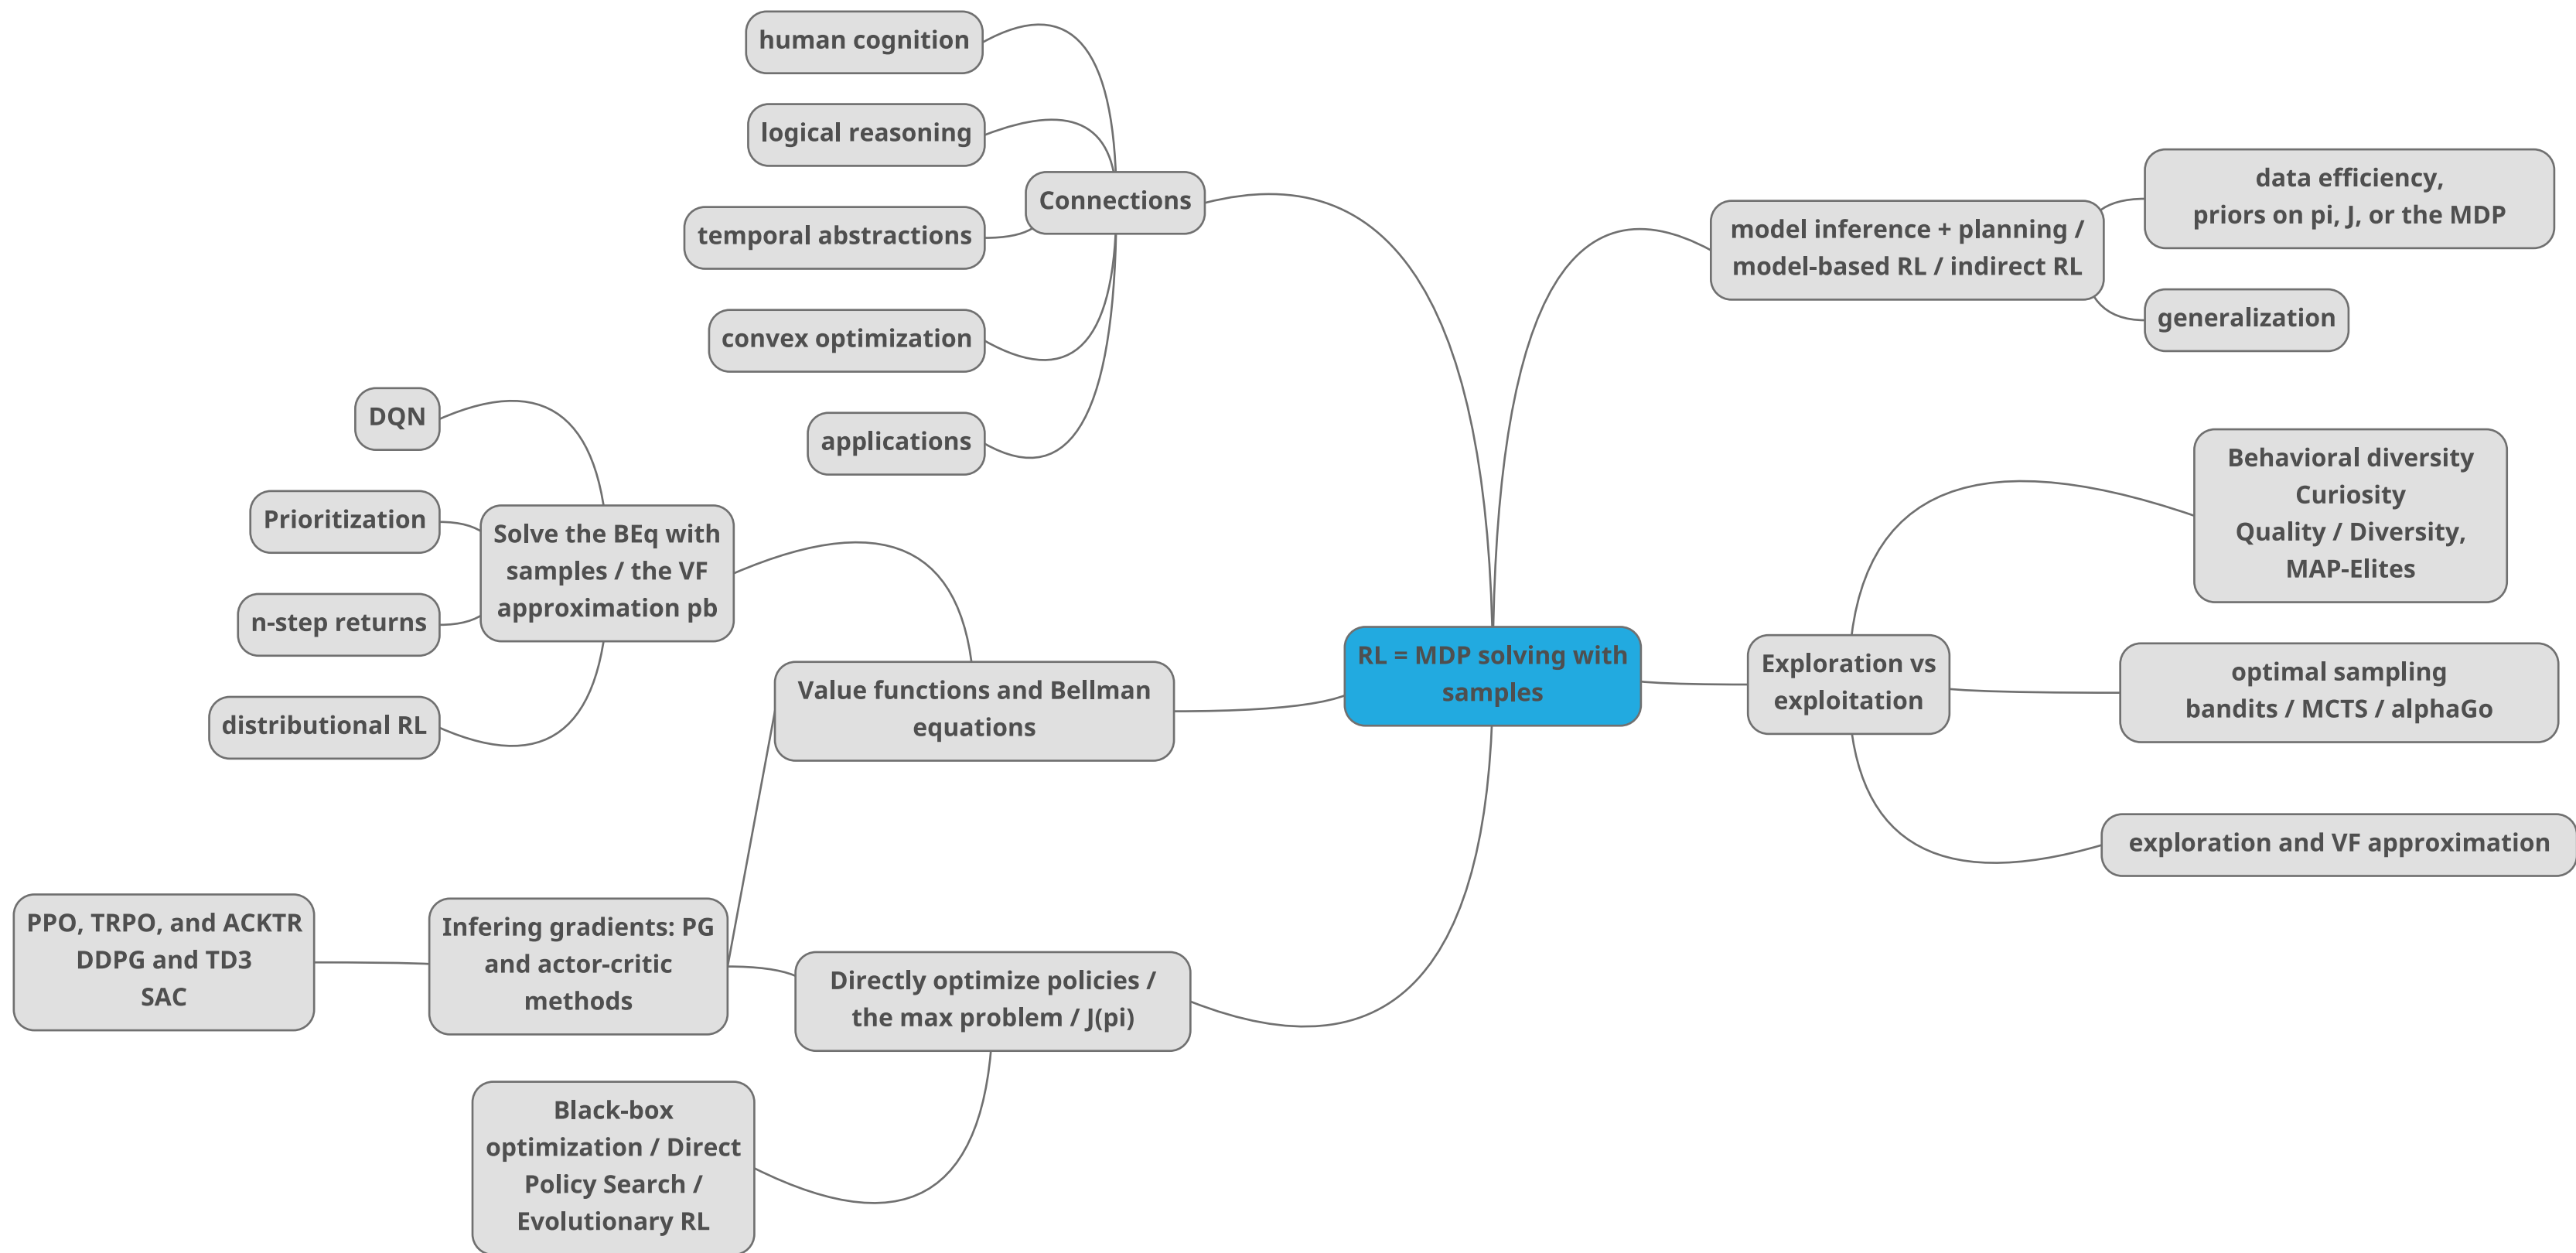 human cognition
logical reasoning
Connections
temporal abstractions
convex optimization
applications
DQN
Prioritization
Solve the BEq with
samples / the VF
approximation pb
n-step returns
distributional RL
Value functions and Bellman
equations
PPO, TRPO, and ACKTR
DDPG and TD3
SAC
Infering gradients: PG
and actor-critic
methods
Directly optimize policies /
the max problem / J(pi)
Black-box
optimization / Direct
Policy Search /
Evolutionary RL
RL = MDP solving with
samples
model inference + planning /
model-based RL / indirect RL
data efficiency,
priors on pi, J, or the MDP
generalization
Exploration vs
exploitation
Behavioral diversity
Curiosity
Quality / Diversity,
MAP-Elites
optimal sampling
bandits / MCTS / alphaGo
exploration and VF approximation